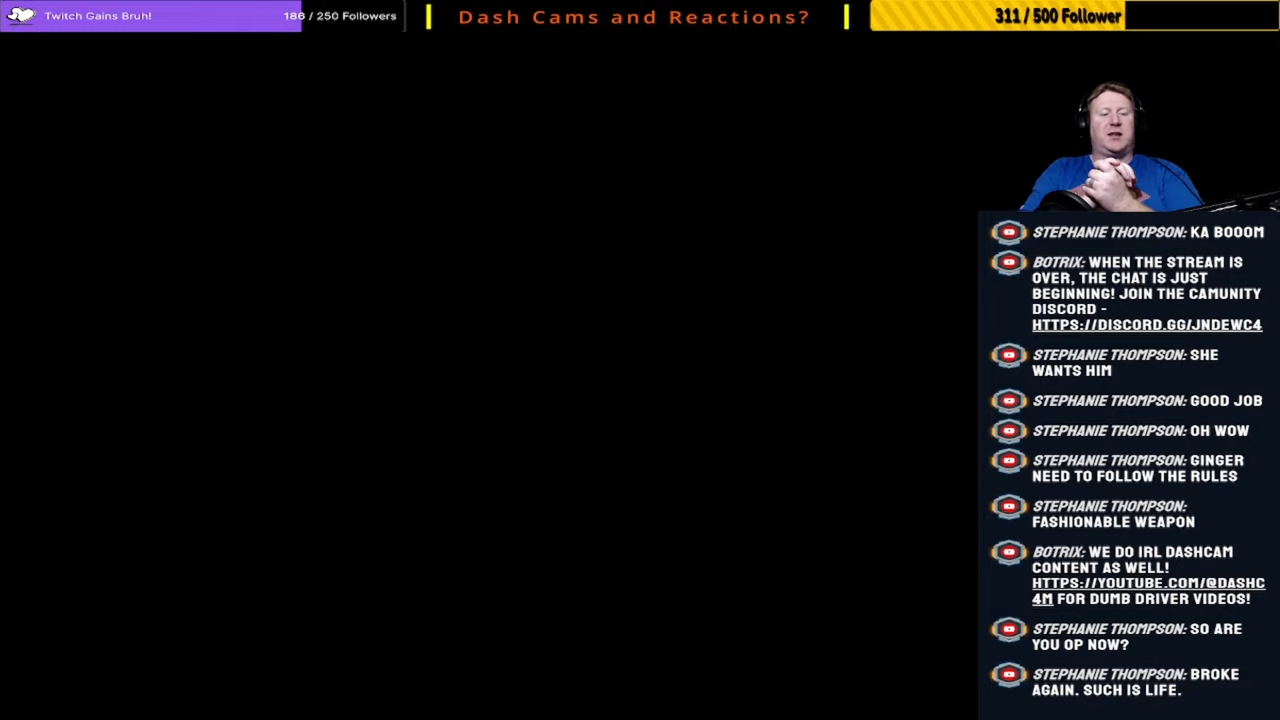 Twitch Gains Bruh!
186 / 250 Followers
Dash Cams and Reactions?
311 / 500 Follower
STEPHANIE THOMPSON: KA BOOOM
BOTRIX: WHEN THE STREAM IS
OVER, THE CHAT IS JUST
BEGINNING! JOIN THE CAMUNITY
DISCORD -
HTTPS://DISCORD.GG/JNDEWC4
STEPHANIE THOMPSON: SHE
WANTS HIM
STEPHANIE THOMPSON: GOOD JOB
STEPHANIE THOMPSON: OH WOW
STEPHANIE THOMPSON: GINGER
NEED TO FOLLOW THE RULES
STEPHANIE THOMPSON:
FASHIONABLE WEAPON
BOTRIX: WE DO IRL DASHCAM
CONTENT AS WELL!
HTTPS://YOUTUBE.COM/@DASHC
4M FOR DUMB DRIVER VIDEOS!
STEPHANIE THOMPSON: SO ARE
YOU OP NOW?
STEPHANIE THOMPSON: BROKE
AGAIN. SUCH IS LIFE.